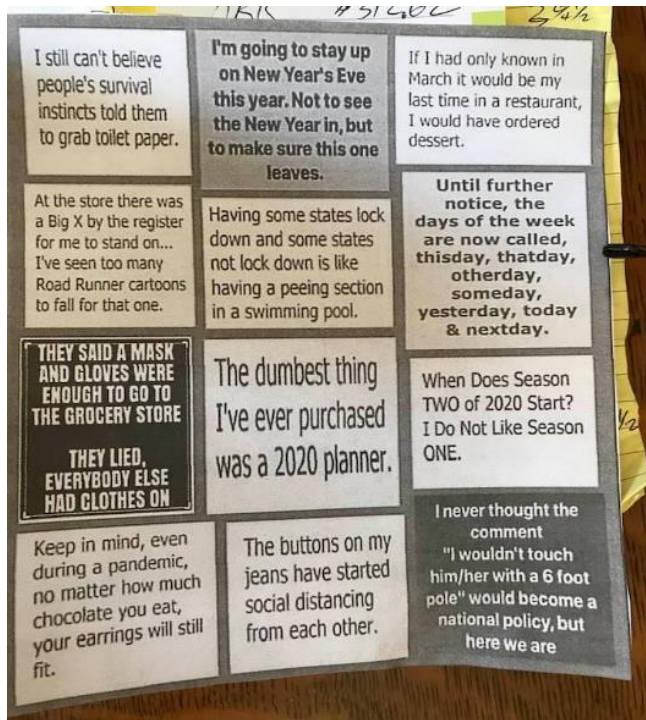 I still can't believe
people's survival
instincts told them
to grab toilet paper.
I'm going to stay up
on New Year's Eve
this year. Not to see
the New Year in, but
to make sure this one
leaves.
If I had only known in
March it would be my
last time in a restaurant,
I would have ordered
dessert.
At the store there was
a Big X by the register
for me to stand on...
I've seen too many
Road Runner cartoons
to fall for that one.
Having some states lock
down and some states
not lock down is like
having a peeing section
in a swimming pool.
Until further
notice, the
days of the week
are now called,
thisday, thatday,
otherday,
someday,
yesterday, today
& nextday.
THEY SAID A MASK
AND GLOVES WERE
ENOUGH TO GO TO
THE GROCERY STORE
THEY LIED,
EVERYBODY ELSE
HAD CLOTHES ON
The dumbest thing
I've ever purchased
was a 2020 planner.
When Does Season
TWO of 2020 Start?
I Do Not Like Season
ONE.
Keep in mind, even
during a pandemic,
no matter how much
chocolate you eat,
your earrings will still
fit.
The buttons on my
jeans have started
social distancing
from each other.
I never thought the
comment
"I wouldn't touch
him/her with a 6 foot
pole" would become a
national policy, but
here we are